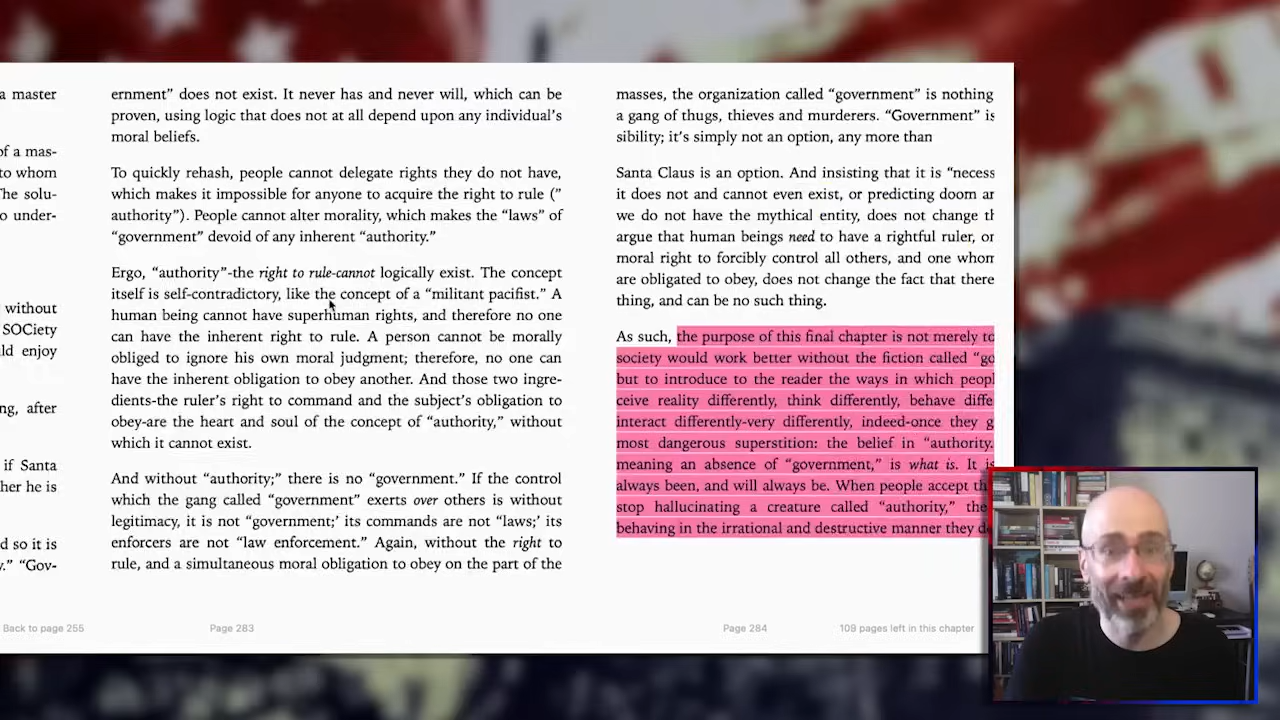 a master
of a mas-
to whom
The solu-
o under-
without
SOCiety
ld enjoy
ng, after
if Santa
her he is
d so it is
.” “Gov-
ernment” does not exist. It never has and never will, which can be
proven, using logic that does not at all depend upon any individual’s
moral beliefs.
To quickly rehash, people cannot delegate rights they do not have,
which makes it impossible for anyone to acquire the right to rule (”
authority”). People cannot alter morality, which makes the “laws” of
“government” devoid of any inherent “authority.”
Ergo, “authority”-the right to rule-cannot logically exist. The concept
itself is self-contradictory, like the concept of a “militant pacifist.” A
human being cannot have superhuman rights, and therefore no one
can have the inherent right to rule. A person cannot be morally
obliged to ignore his own moral judgment; therefore, no one can
have the inherent obligation to obey another. And those two ingre-
dients-the ruler’s right to command and the subject’s obligation to
obey-are the heart and soul of the concept of “authority,” without
which it cannot exist.
And without “authority;” there is no “government.” If the control
which the gang called “government” exerts over others is without
legitimacy, it is not “government;’ its commands are not “laws;’ its
enforcers are not “law enforcement.” Again, without the right to
rule, and a simultaneous moral obligation to obey on the part of the
masses, the organization called “government” is nothing
a gang of thugs, thieves and murderers. “Government” is
sibility; it’s simply not an option, any more than
Santa Claus is an option. And insisting that it is “necess
it does not and cannot even exist, or predicting doom an
we do not have the mythical entity, does not change th
argue that human beings need to have a rightful ruler, or
moral right to forcibly control all others, and one whom
are obligated to obey, does not change the fact that there
thing, and can be no such thing.
As such, the purpose of this final chapter is not merely to
society would work better without the fiction called “go
but to introduce to the reader the ways in which peopl
ceive reality differently, think differently, behave diffe
interact differently-very differently, indeed-once they g
most dangerous superstition: the belief in “authority.
meaning an absence of “government,” is what is. It is
always been, and will always be. When people accept th
stop hallucinating a creature called “authority,” the
behaving in the irrational and destructive manner they d
Back to page 255
Page 283
Page 284
109 pages left in this chapter